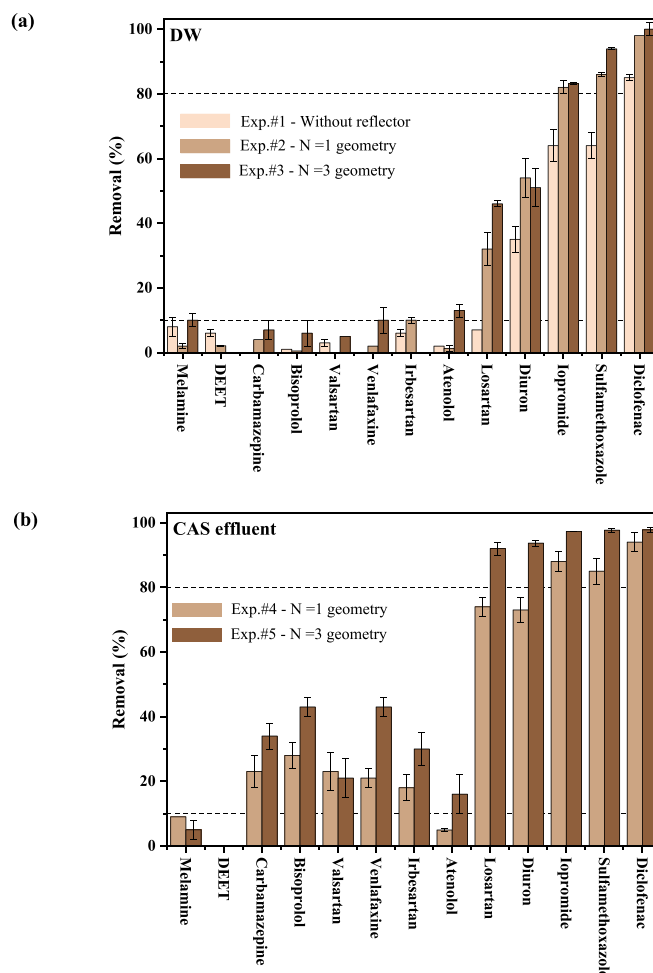 (a)
DW
100
80
60
40
20
0
Removal (%)
Exp.#1 - Without reflector
Exp.#2 - N =1 geometry
Exp.#3 - N =3 geometry
Melamine
DEET
Carbamazepine
Bisoprolol
Valsartan
Venlafaxine
Irbesartan
Atenolol
Losartan
Diuron
Iopromide
Sulfamethoxazole
Diclofenac
(b)
CAS effluent
100
80
60
40
20
0
Removal (%)
Exp.#4 - N =1 geometry
Exp.#5 - N =3 geometry
Melamine
DEET
Carbamazepine
Bisoprolol
Valsartan
Venlafaxine
Irbesartan
Atenolol
Losartan
Diuron
Iopromide
Sulfamethoxazole
Diclofenac